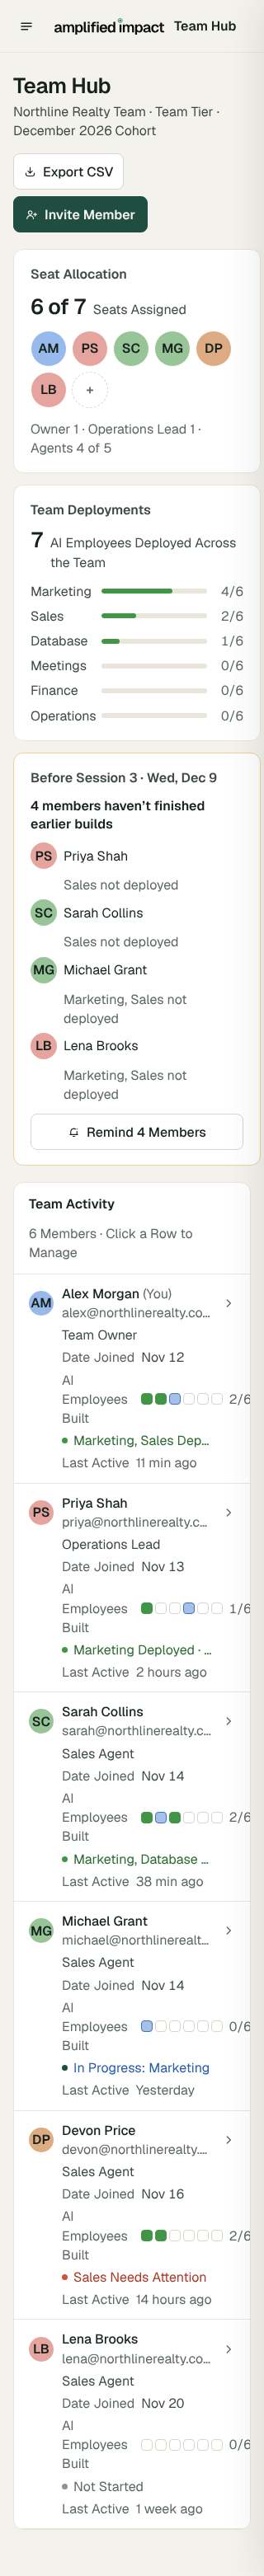 amplified impact Team Hub
Team Hub
Northline Realty Team · Team Tier ·
December 2026 Cohort
Export CSV
Invite Member
Seat Allocation
6 of 7 Seats Assigned
AM PS SC MG DP
LB +
Owner 1 · Operations Lead 1 ·
Agents 4 of 5
Team Deployments
7 AI Employees Deployed Across
the Team
Marketing 4/6
Sales 2/6
Database 1/6
Meetings 0/6
Finance 0/6
Operations 0/6
Before Session 3 · Wed, Dec 9
4 members haven’t finished
earlier builds
PS Priya Shah
Sales not deployed
SC Sarah Collins
Sales not deployed
MG Michael Grant
Marketing, Sales not
deployed
LB Lena Brooks
Marketing, Sales not
deployed
Remind 4 Members
Team Activity
6 Members · Click a Row to
Manage
AM Alex Morgan (You)
alex@northlinerealty.co...
Team Owner
Date Joined Nov 12
AI
Employees 2/6
Built
Marketing, Sales Dep...
Last Active 11 min ago
PS Priya Shah
priya@northlinerealty.c...
Operations Lead
Date Joined Nov 13
AI
Employees 1/6
Built
Marketing Deployed · ...
Last Active 2 hours ago
SC Sarah Collins
sarah@northlinerealty.c...
Sales Agent
Date Joined Nov 14
AI
Employees 2/6
Built
Marketing, Database ...
Last Active 38 min ago
MG Michael Grant
michael@northlinerealt...
Sales Agent
Date Joined Nov 14
AI
Employees 0/6
Built
In Progress: Marketing
Last Active Yesterday
DP Devon Price
devon@northlinerealty....
Sales Agent
Date Joined Nov 16
AI
Employees 2/6
Built
Sales Needs Attention
Last Active 14 hours ago
LB Lena Brooks
lena@northlinerealty.co...
Sales Agent
Date Joined Nov 20
AI
Employees 0/6
Built
Not Started
Last Active 1 week ago